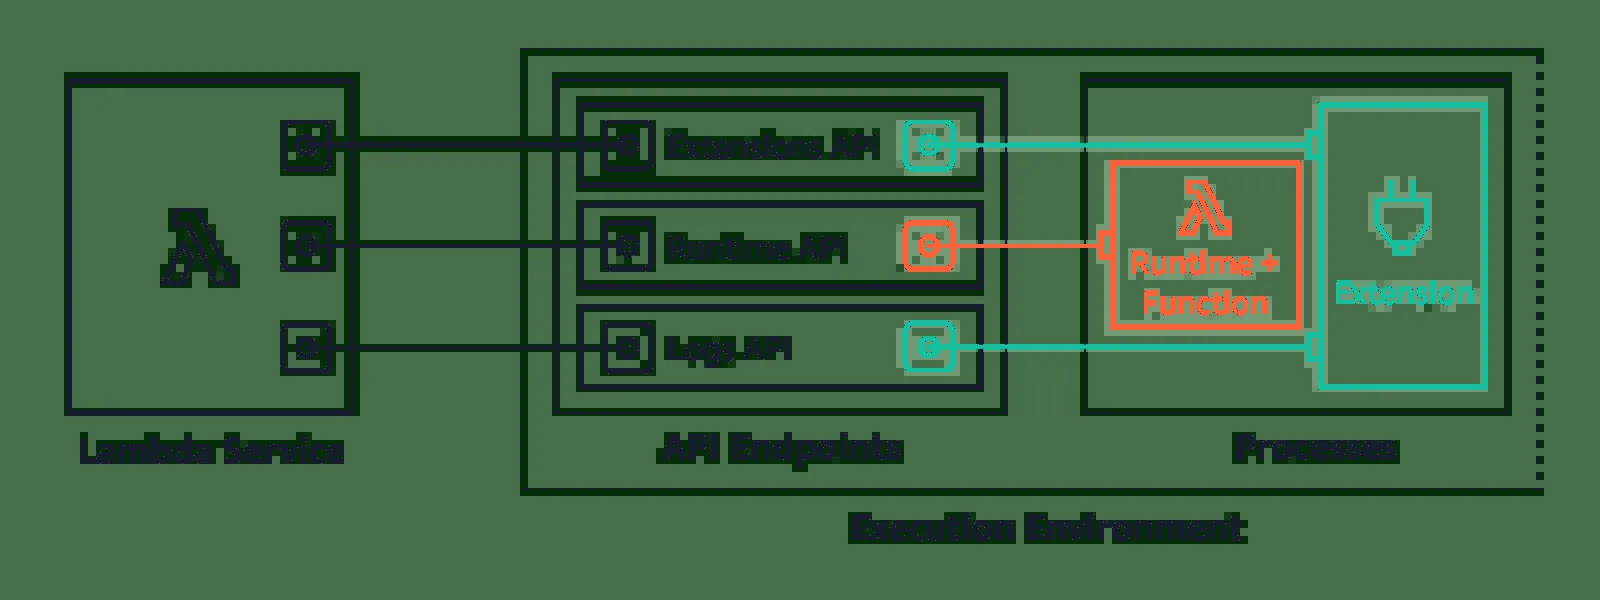 Extensions API
Runtime API
Logs API
λ
λ
Runtime +
Function
Extension
Lambda Service
API Endpoints
Processes
Execution Environment